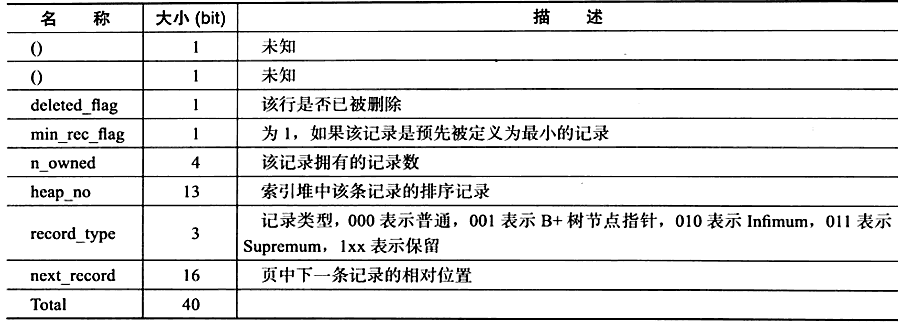 名 称 大小 (bit) 描 述
() 1 未知
() 1 未知
deleted_flag 1 该行是否已被删除
min_rec_flag 1 为 1，如果该记录是预先被定义为最小的记录
n_owned 4 该记录拥有的记录数
heap_no 13 索引堆中该条记录的排序记录
record_type 3 记录类型，000 表示普通，001 表示 B+ 树节点指针，010 表示 Infimum，011 表示
Supremum，1xx 表示保留
next_record 16 页中下一条记录的相对位置
Total 40